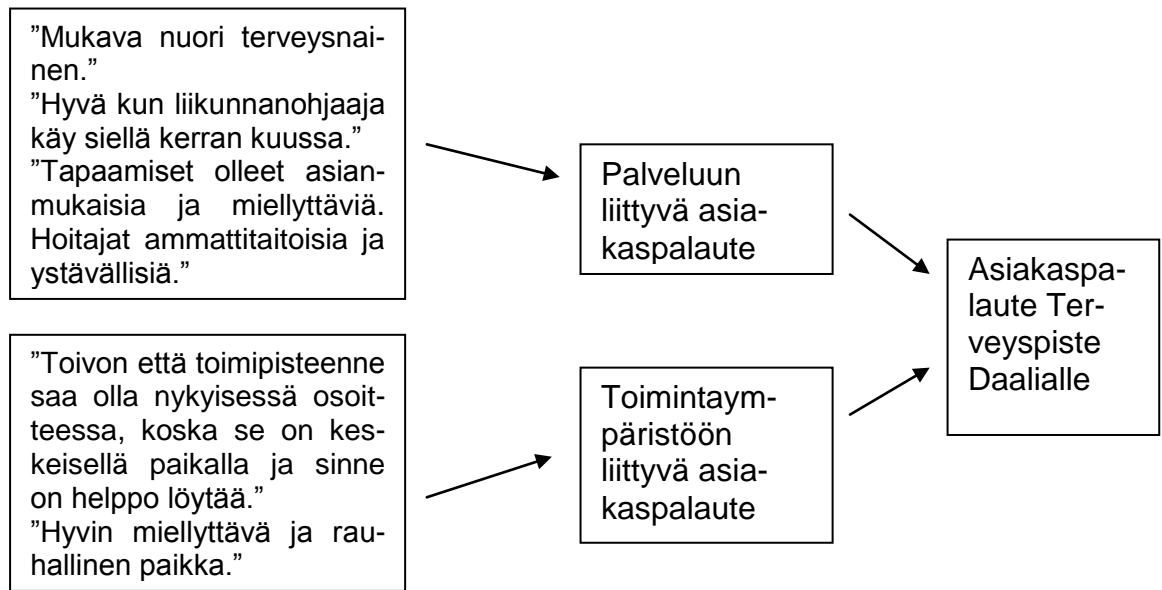 ”Mukava nuori terveysnai-
nen.”
”Hyvä kun liikunnanohjaaja
käy siellä kerran kuussa.”
”Tapaamiset olleet asian-
mukaisia ja miellyttäviä.
Hoitajat ammattitaitoisia ja
ystävällisiä.”
Palveluun
liittyvä asia-
kaspalaute
Asiakaspa-
laute Ter-
veyspiste
Daalialle
”Toivon että toimipisteenne
saa olla nykyisessä osoit-
teessa, koska se on kes-
keisellä paikalla ja sinne
on helppo löytää.”
”Hyvin miellyttävä ja rau-
hallinen paikka.”
Toimintaym-
päristöön
liittyvä asia-
kaspalaute